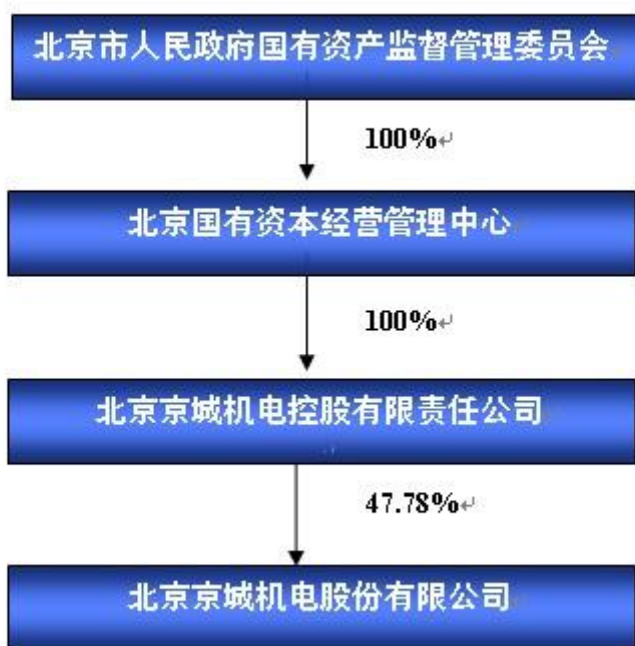 北京市人民政府国有资产监督管理委员会
100%↵
北京国有资本经营管理中心
100%↵
北京京城机电控股有限责任公司
47.78%↵
北京京城机电股份有限公司